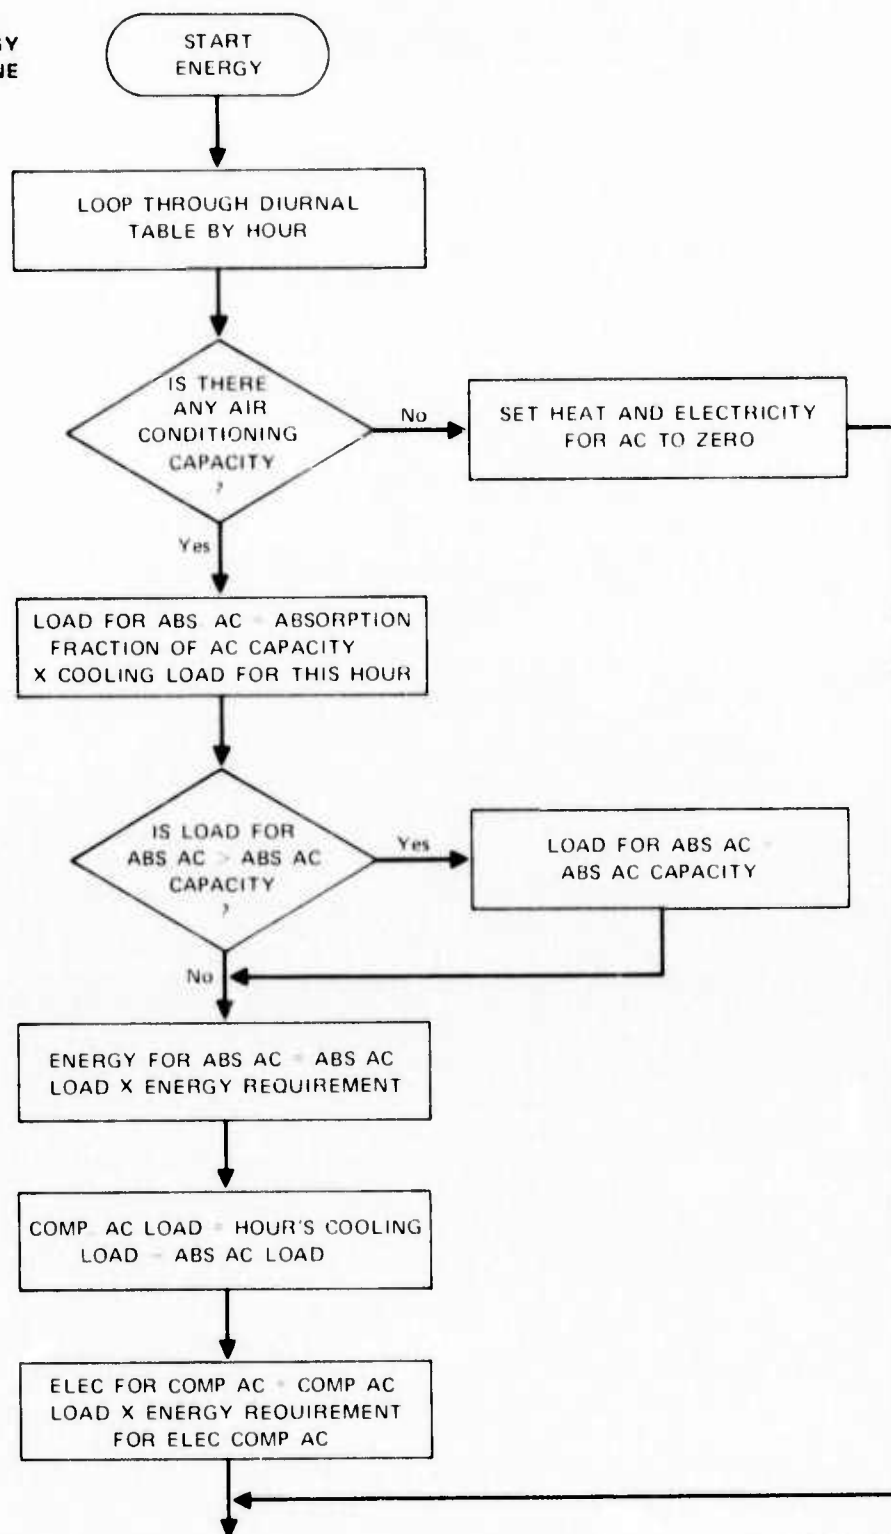 GY
NE
START
ENERGY
LOOP THROUGH DIURNAL
TABLE BY HOUR
IS THERE
ANY AIR
CONDITIONING
CAPACITY
?
No
SET HEAT AND ELECTRICITY
FOR AC TO ZERO
Yes
LOAD FOR ABS AC = ABSORPTION
FRACTION OF AC CAPACITY
X COOLING LOAD FOR THIS HOUR
IS LOAD FOR
ABS AC > ABS AC
CAPACITY
?
Yes
LOAD FOR ABS AC =
ABS AC CAPACITY
No
ENERGY FOR ABS AC = ABS AC
LOAD X ENERGY REQUIREMENT
COMP AC LOAD = HOUR'S COOLING
LOAD - ABS AC LOAD
ELEC FOR COMP AC = COMP AC
LOAD X ENERGY REQUIREMENT
FOR ELEC COMP AC